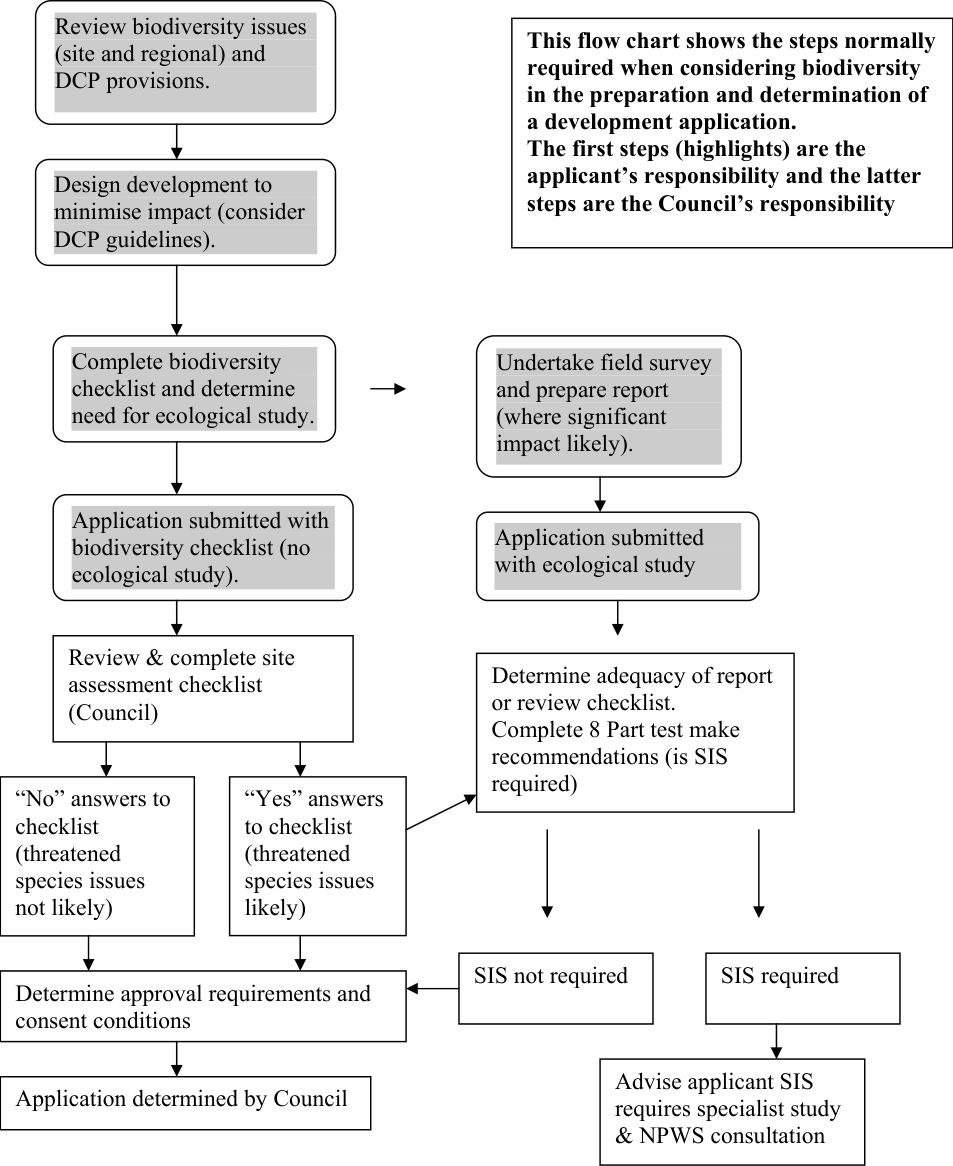 Review biodiversity issues
(site and regional) and
DCP provisions.
This flow chart shows the steps normally
required when considering biodiversity
in the preparation and determination of
a development application.
The first steps (highlights) are the
applicant’s responsibility and the latter
steps are the Council’s responsibility
Design development to
minimise impact (consider
DCP guidelines).
Complete biodiversity
checklist and determine
need for ecological study.
Undertake field survey
and prepare report
(where significant
impact likely).
Application submitted with
biodiversity checklist (no
ecological study).
Application submitted
with ecological study
Review & complete site
assessment checklist
(Council)
Determine adequacy of report
or review checklist.
Complete 8 Part test make
recommendations (is SIS
required)
“No” answers to
checklist
(threatened
species issues
not likely)
“Yes” answers
to checklist
(threatened
species issues
likely)
SIS not required
SIS required
Determine approval requirements and
consent conditions
Application determined by Council
Advise applicant SIS
requires specialist study
& NPWS consultation